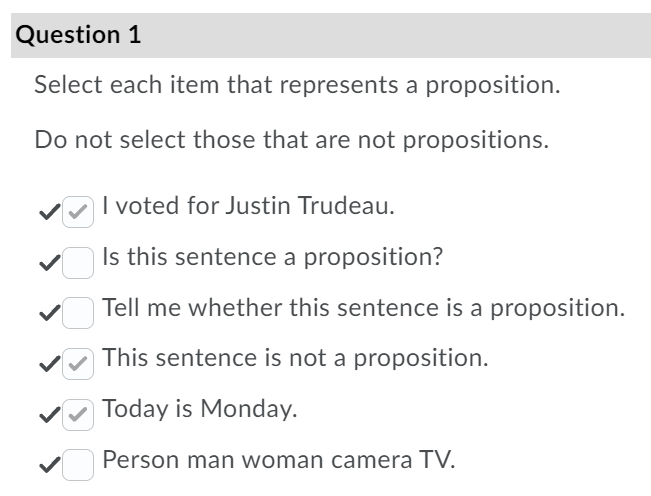 Question 1
Select each item that represents a proposition.
Do not select those that are not propositions.
I voted for Justin Trudeau.
Is this sentence a proposition?
Tell me whether this sentence is a proposition.
This sentence is not a proposition.
Today is Monday.
Person man woman camera TV.